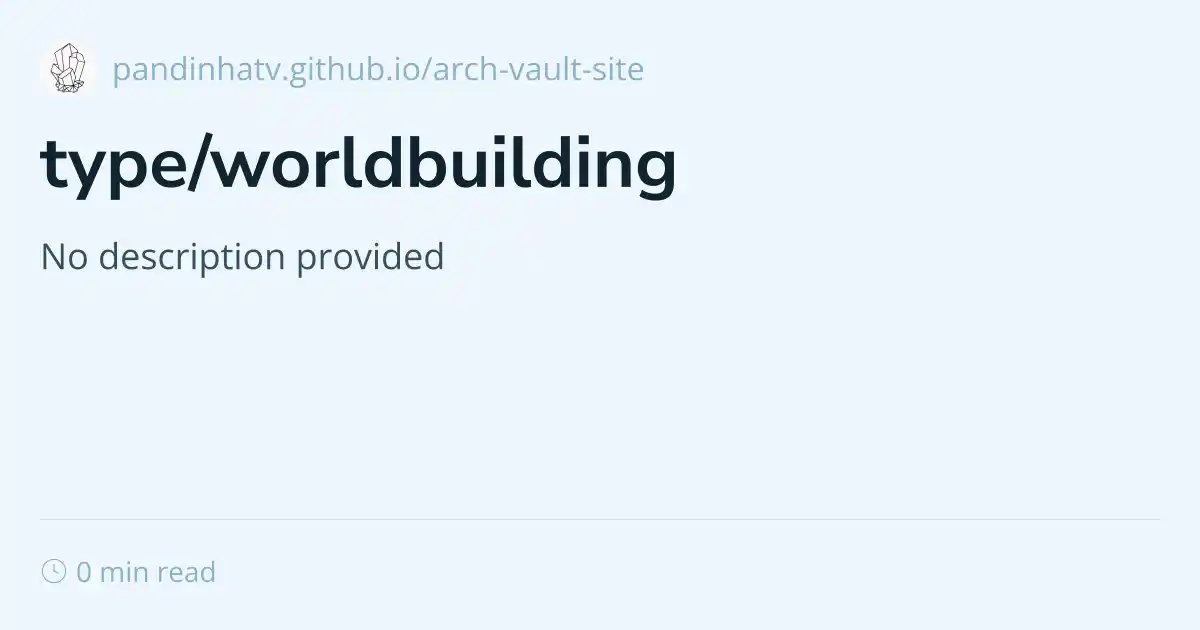 pandinhatv.github.io/arch-vault-site
type/worldbuilding
No description provided
0 min read